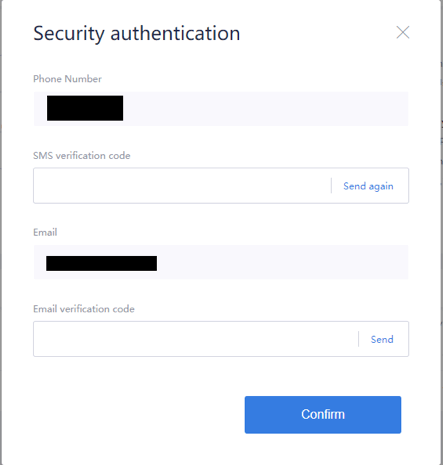 Security authentication
Phone Number
SMS verification code
Send again
Email
Email verification code
Send
Confirm